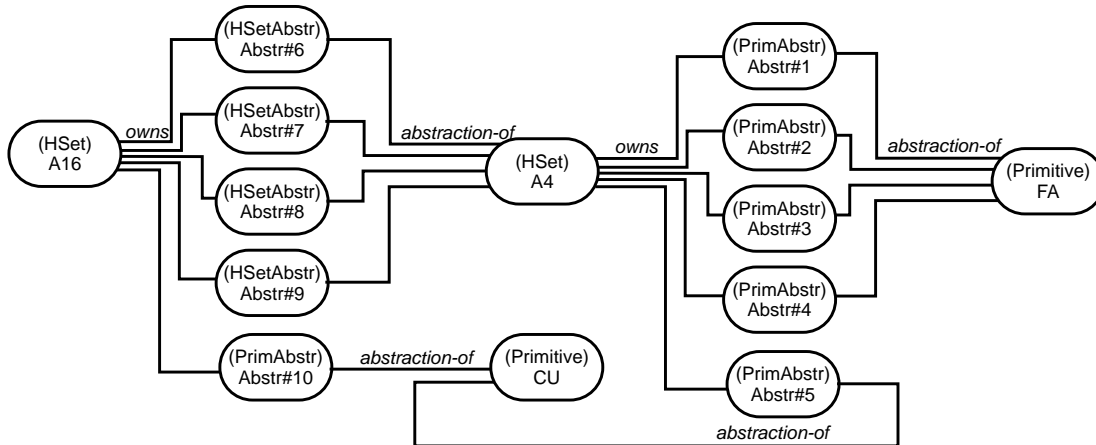 (HSetAbstr)
Abstr#6
(PrimAbstr)
Abstr#1
owns
(HSetAbstr)
Abstr#7
abstraction-of
owns
(PrimAbstr)
Abstr#2
abstraction-of
(HSet)
A16
(HSet)
A4
(Primitive)
FA
(HSetAbstr)
Abstr#8
(PrimAbstr)
Abstr#3
(HSetAbstr)
Abstr#9
(PrimAbstr)
Abstr#4
(PrimAbstr)
Abstr#10
abstraction-of
(Primitive)
CU
(PrimAbstr)
Abstr#5
abstraction-of